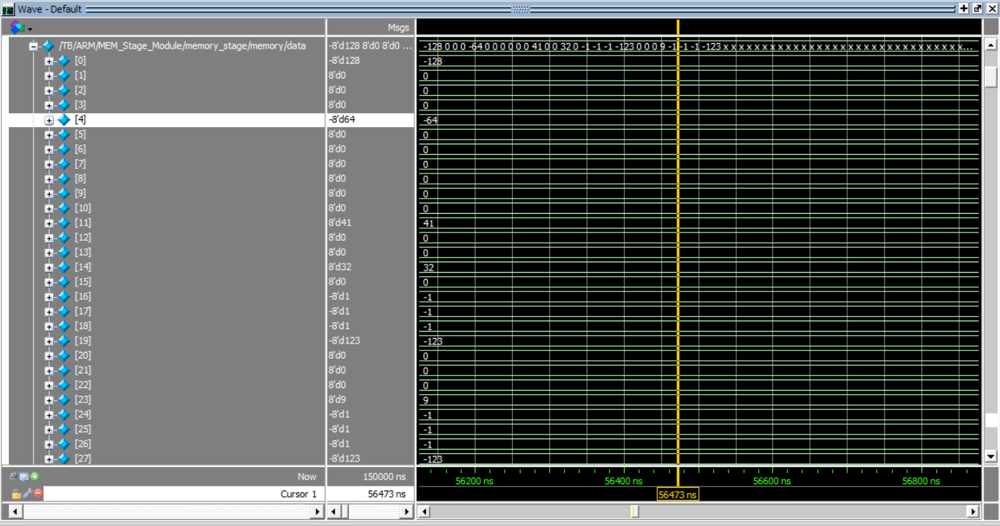 Wave - Default
Msgs
/TB/ARM/MEM_Stage_Module/memory_stage/memory/data -8'd128 8'd0 8'd0 ... -128 0 0 0 -64 0 0 0 0 0 0 41 0 0 32 0 -1 -1 -1 -123 0 0 0 9 -1 -1 -1 -123 x x x x x x x x x x x x x x x x x x x x x x x x x x x x x...
[0] -8'd128 -128
[1] 8'd0 0
[2] 8'd0 0
[3] 8'd0 0
[4] -8'd64 -64
[5] 8'd0 0
[6] 8'd0 0
[7] 8'd0 0
[8] 8'd0 0
[9] 8'd0 0
[10] 8'd0 0
[11] 8'd41 41
[12] 8'd0 0
[13] 8'd0 0
[14] 8'd32 32
[15] 8'd0 0
[16] -8'd1 -1
[17] -8'd1 -1
[18] -8'd1 -1
[19] -8'd123 -123
[20] 8'd0 0
[21] 8'd0 0
[22] 8'd0 0
[23] 8'd9 9
[24] -8'd1 -1
[25] -8'd1 -1
[26] -8'd1 -1
[27] -8'd123 -123
Now 150000 ns 56200 ns 56400 ns 56600 ns 56800 ns
Cursor 1 56473 ns 56473 ns